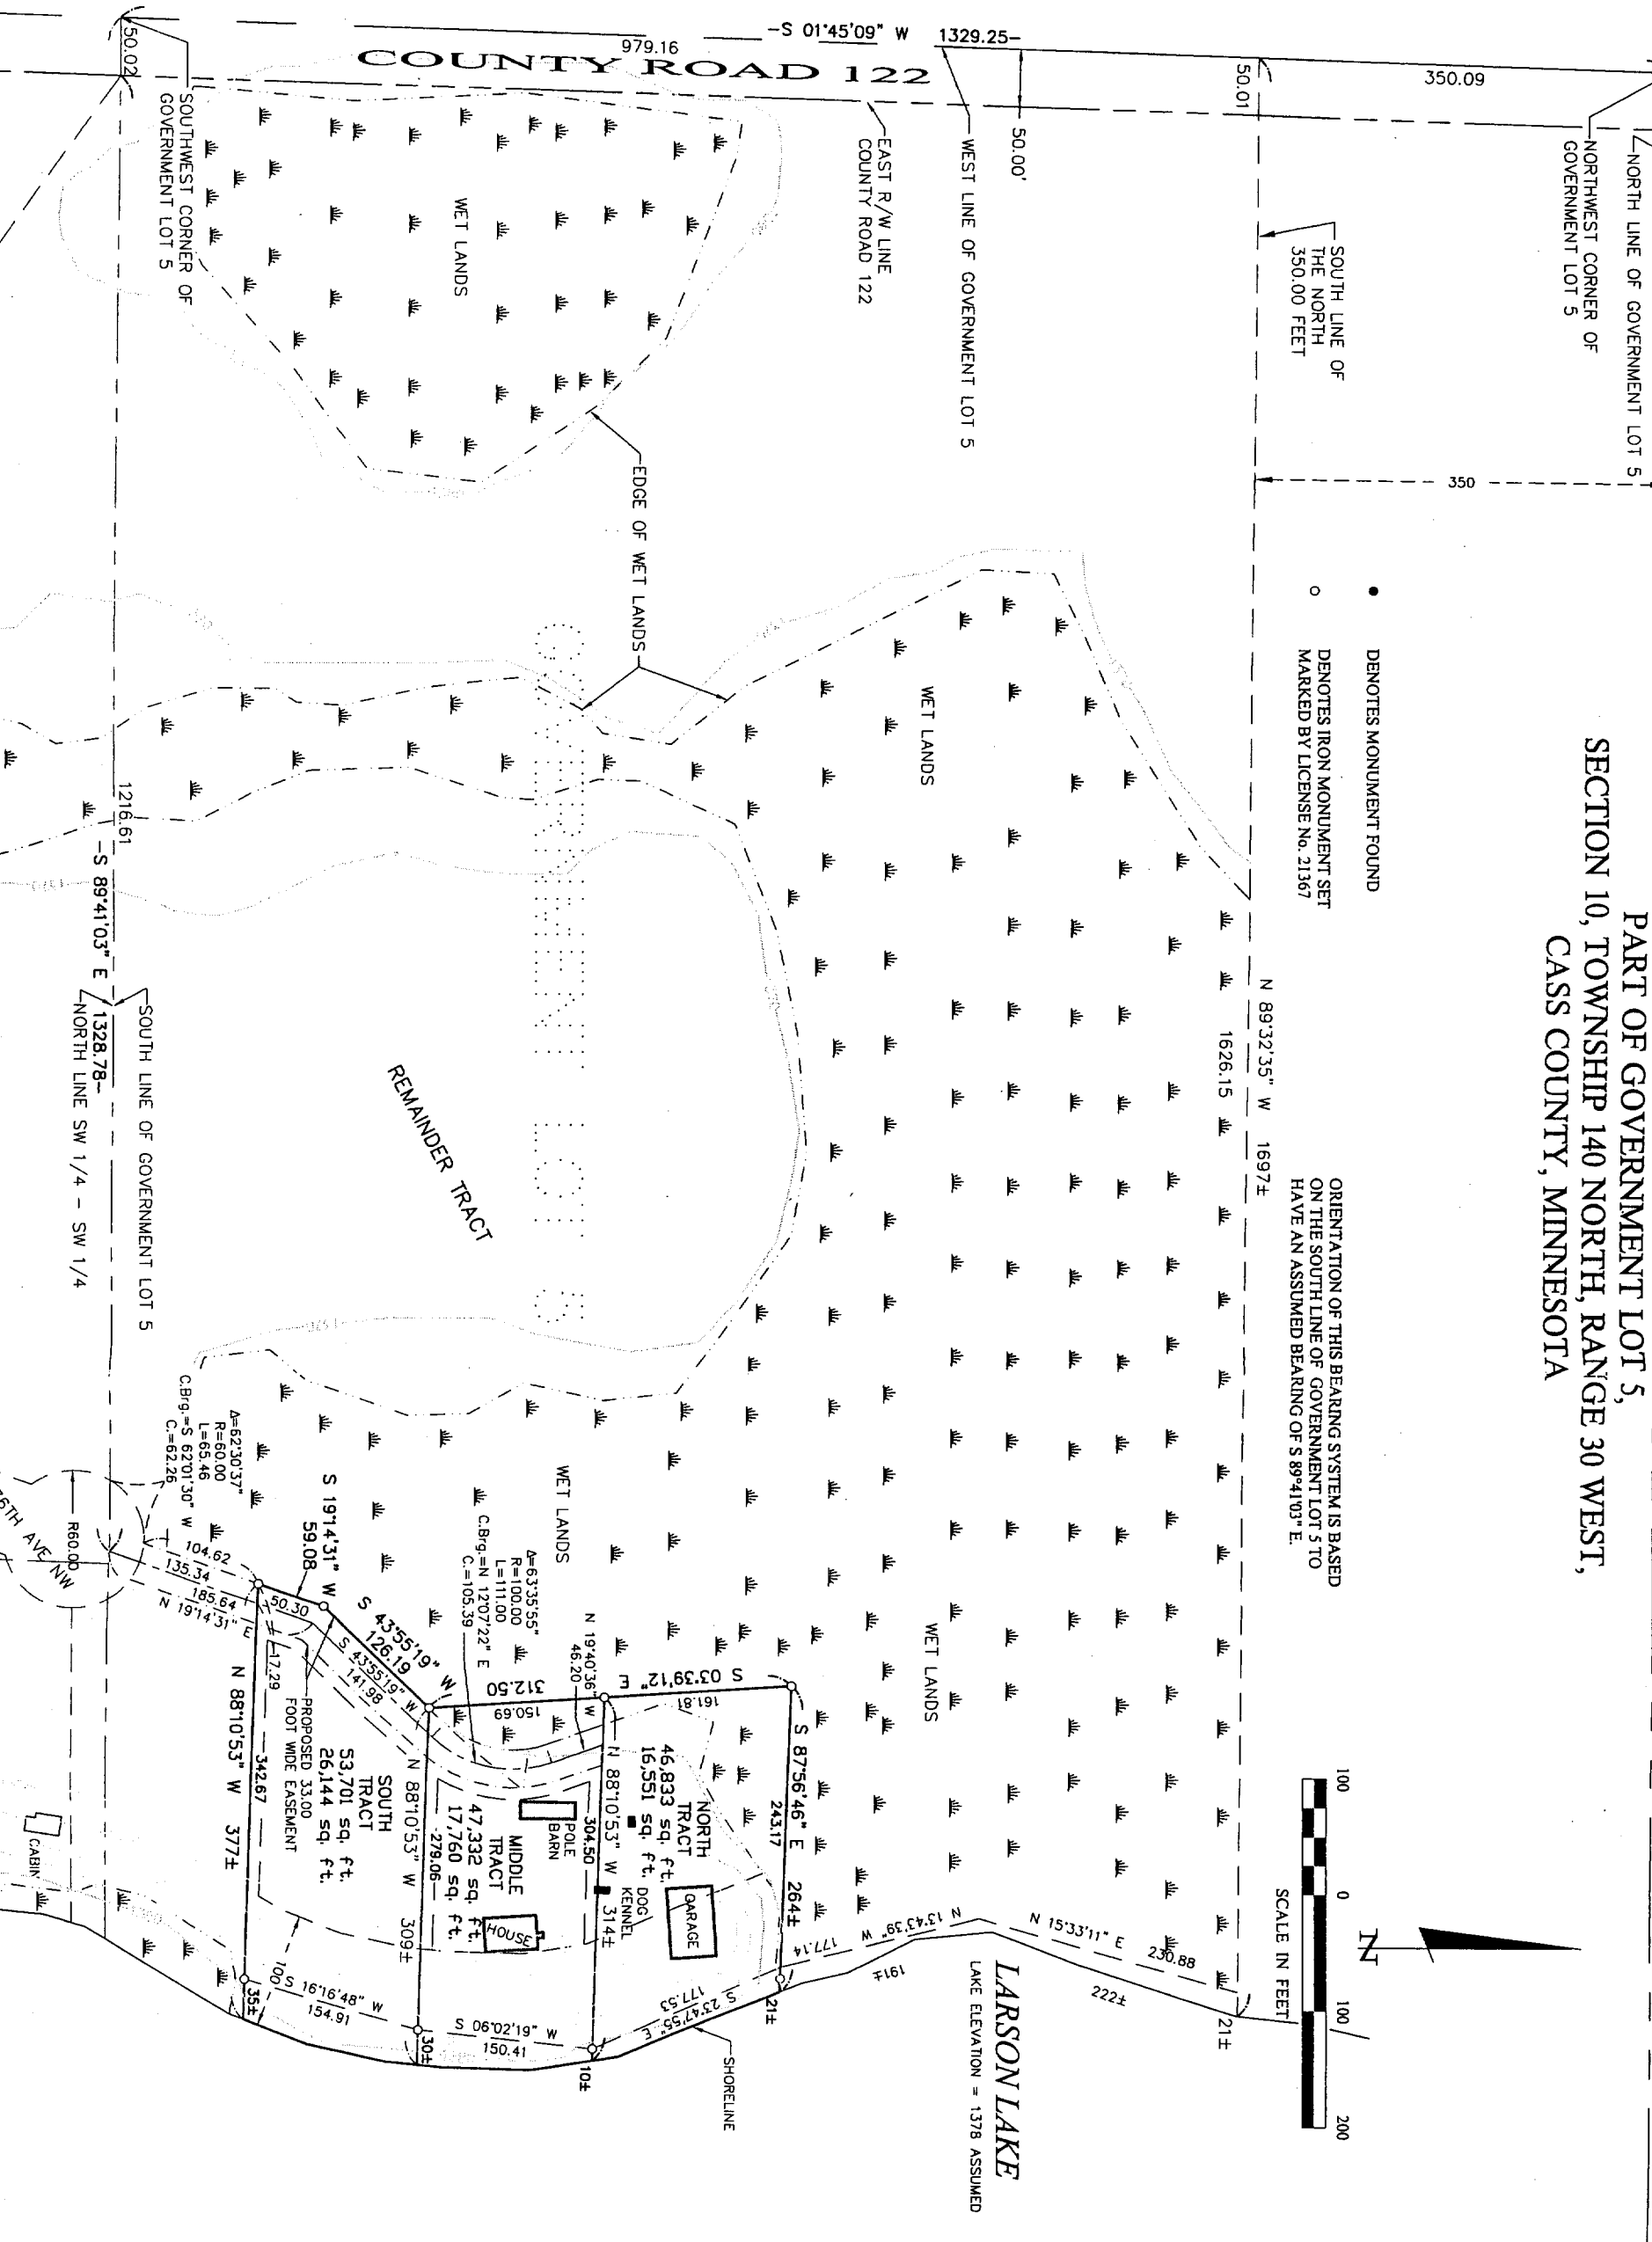 PART OF GOVERNMENT LOT 5,
SECTION 10, TOWNSHIP 140 NORTH, RANGE 30 WEST,
CASS COUNTY, MINNESOTA
NORTH LINE OF GOVERNMENT LOT 5
NORTHWEST CORNER OF
GOVERNMENT LOT 5
350.09
350
DENOTES MONUMENT FOUND
DENOTES IRON MONUMENT SET
MARKED BY LICENSE No. 21367
ORIENTATION OF THIS BEARING SYSTEM IS BASED
ON THE SOUTH LINE OF GOVERNMENT LOT 5 TO
HAVE AN ASSUMED BEARING OF S 89°41'03" E.
N
100 0 100 200
SCALE IN FEET
SOUTH LINE OF
THE NORTH
350.00 FEET
50.01
N 89°32'35" W 1697±
1626.15
21±
50.00'
WEST LINE OF GOVERNMENT LOT 5
EAST R/W LINE
COUNTY ROAD 122
-S 01°45'09" W 1329.25-
979.16
COUNTY ROAD 122
WET LANDS
WET LANDS
WET LANDS
WET LANDS
EDGE OF WET LANDS
GOVERNMENT LOT 5
REMAINDER TRACT
LARSON LAKE
LAKE ELEVATION = 1378 ASSUMED
N 15°33'11" E 230.88
222±
N 13°43'39" W
177.14
191±
S 87°56'46" E 264±
243.17
21±
S 03°39'12" E
312.50
161.81
150.69
S 23°47'55" E
177.53
SHORELINE
NORTH
TRACT
46,833 sq. ft.
16,551 sq. ft.
GARAGE
DOG
KENNEL
N 88°10'53" W 314±
304.50
10±
N 19°40'36" W
46.20
Δ=63°35'55"
R=100.00
L=111.00
C.Brg.=N 12°07'22" E
C.=105.39
POLE
BARN
MIDDLE
TRACT
47,332 sq. ft.
17,760 sq. ft.
HOUSE
S 06°02'19" W
150.41
N 88°10'53" W 309±
279.06
30±
S 43°55'19" W
126.19
S 43°55'19" W
141.98
SOUTH
TRACT
53,701 sq. ft.
26,144 sq. ft.
S 19°14'31" W
59.08
50.30
PROPOSED 33.00
FOOT WIDE EASEMENT
100
S 16°16'48" W
154.91
17.29
342.67
N 88°10'53" W 377±
35±
Δ=62°30'37"
R=60.00
L=65.46
C.Brg.=S 62°01'30" W
C.=62.26
104.62
135.34
185.64
N 19°14'31" E
50.02
SOUTHWEST CORNER OF
GOVERNMENT LOT 5
1216.61
-S 89°41'03" E
1328.78-
SOUTH LINE OF GOVERNMENT LOT 5
NORTH LINE SW 1/4 - SW 1/4
R60.00
AVE NW
CABIN